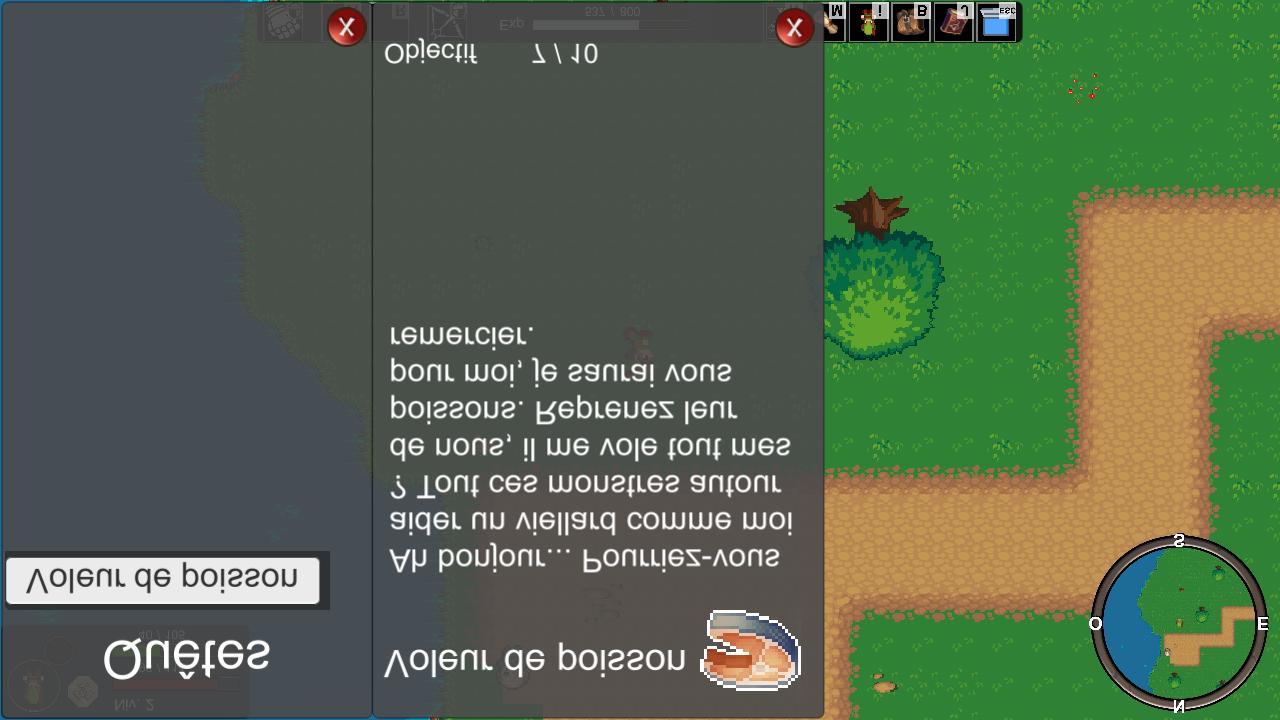 Quêtes
Voleur de poisson
Niv. 2
Voleur de poisson
Ah bonjour... Pourriez-vous
aider un viellard comme moi
? Tout ces monstres autour
de nous, il me vole tout mes
poissons. Reprenez leur
pour moi, je saurai vous
remercier.
Objectif 7 / 10
X
X
Exp 537 / 800
M
I
B
J
ESC
N
O
E
S